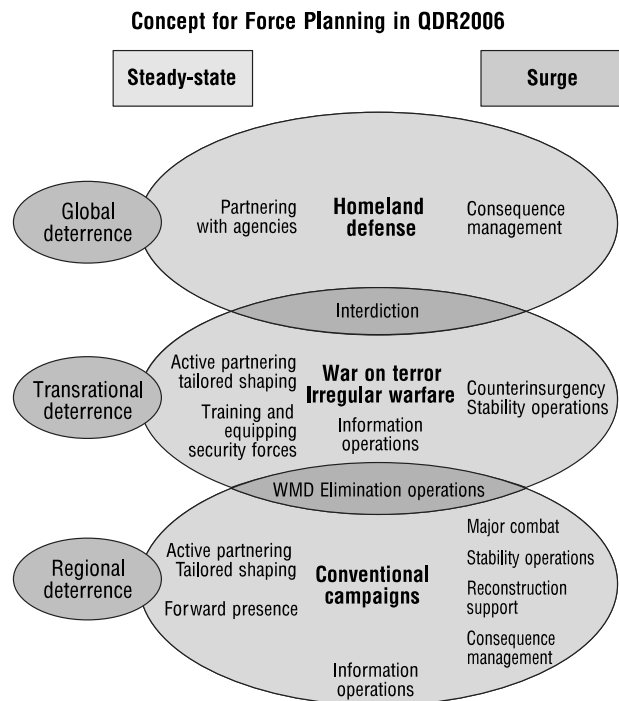 Concept for Force Planning in QDR2006
Steady-state
Surge
Global
deterrence
Partnering
with agencies
Homeland
defense
Consequence
management
Interdiction
Transrational
deterrence
Active partnering
tailored shaping
Training and
equipping
security forces
War on terror
Irregular warfare
Information
operations
Counterinsurgency
Stability operations
WMD Elimination operations
Regional
deterrence
Active partnering
Tailored shaping
Forward presence
Conventional
campaigns
Information
operations
Major combat
Stability operations
Reconstruction
support
Consequence
management